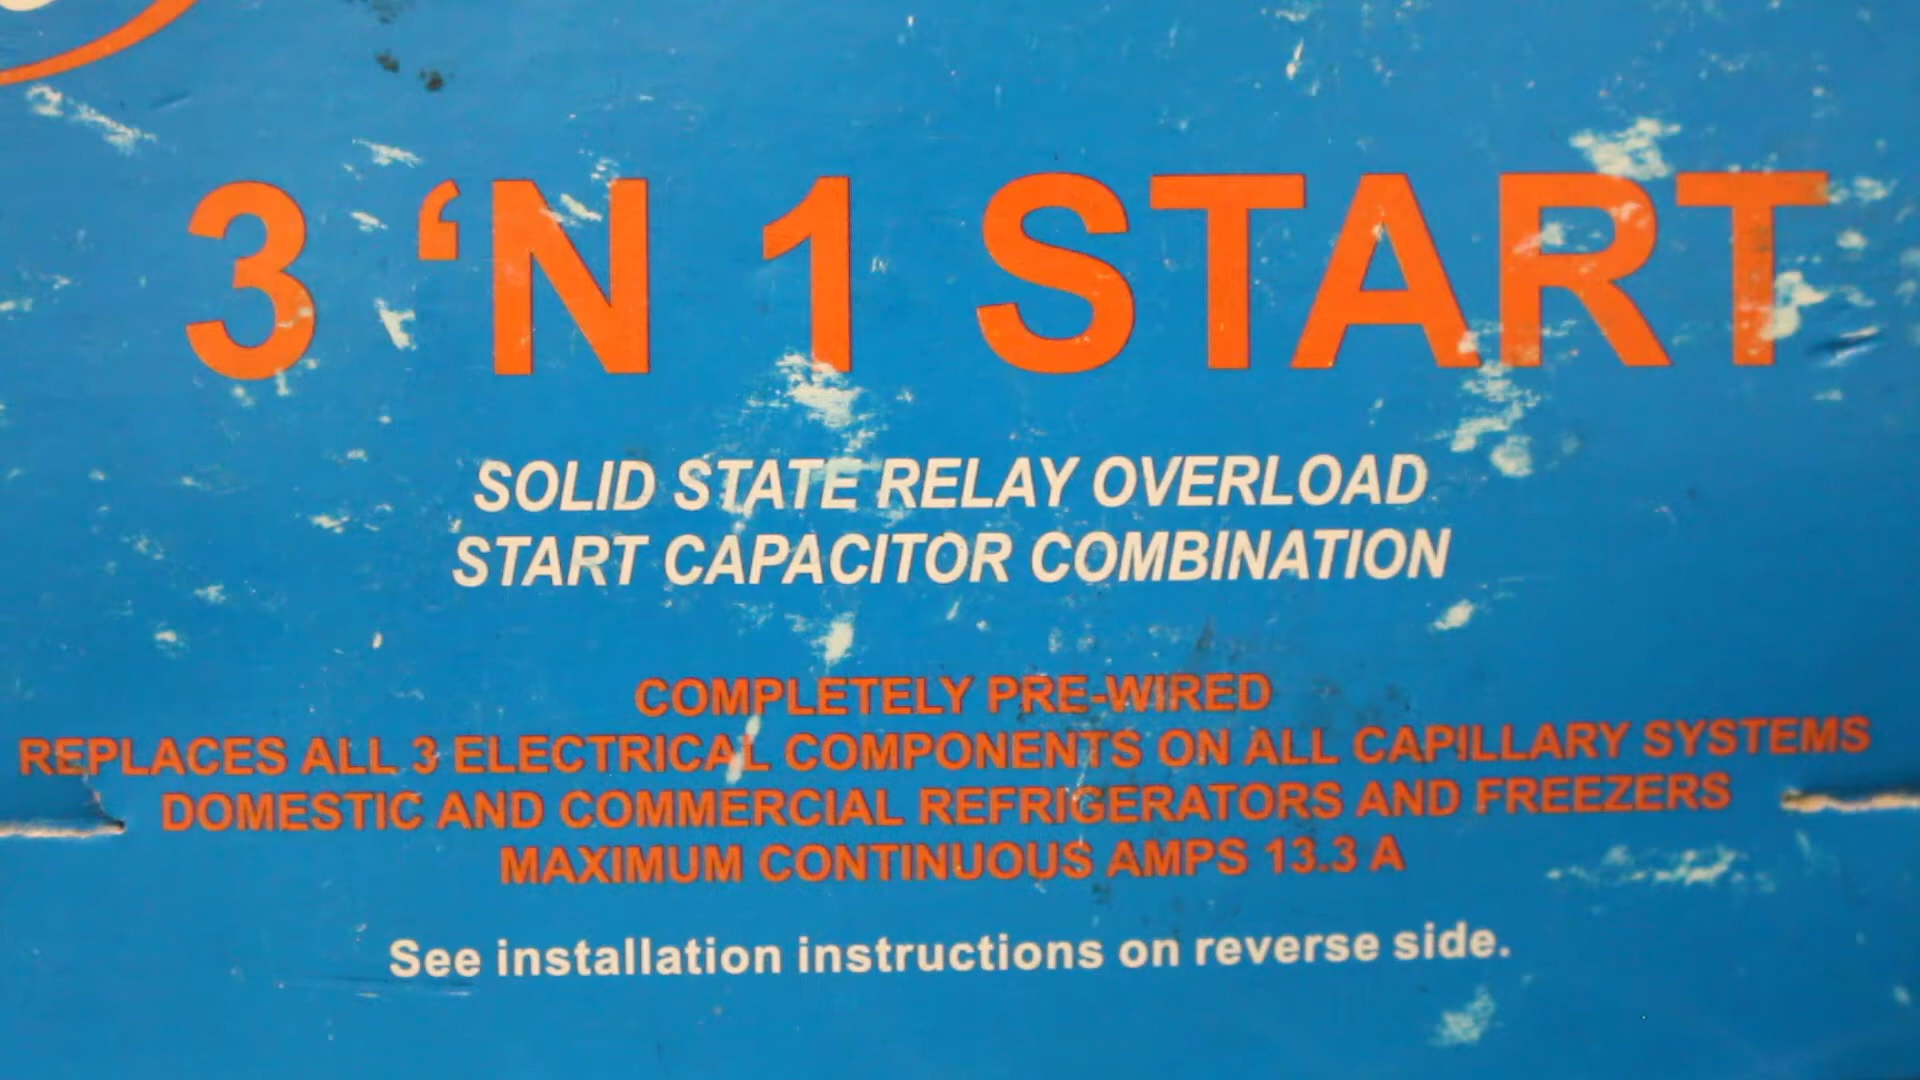 3 ‘N 1 START
SOLID STATE RELAY OVERLOAD
START CAPACITOR COMBINATION
COMPLETELY PRE-WIRED
REPLACES ALL 3 ELECTRICAL COMPONENTS ON ALL CAPILLARY SYSTEMS
DOMESTIC AND COMMERCIAL REFRIGERATORS AND FREEZERS
MAXIMUM CONTINUOUS AMPS 13.3 A
See installation instructions on reverse side.